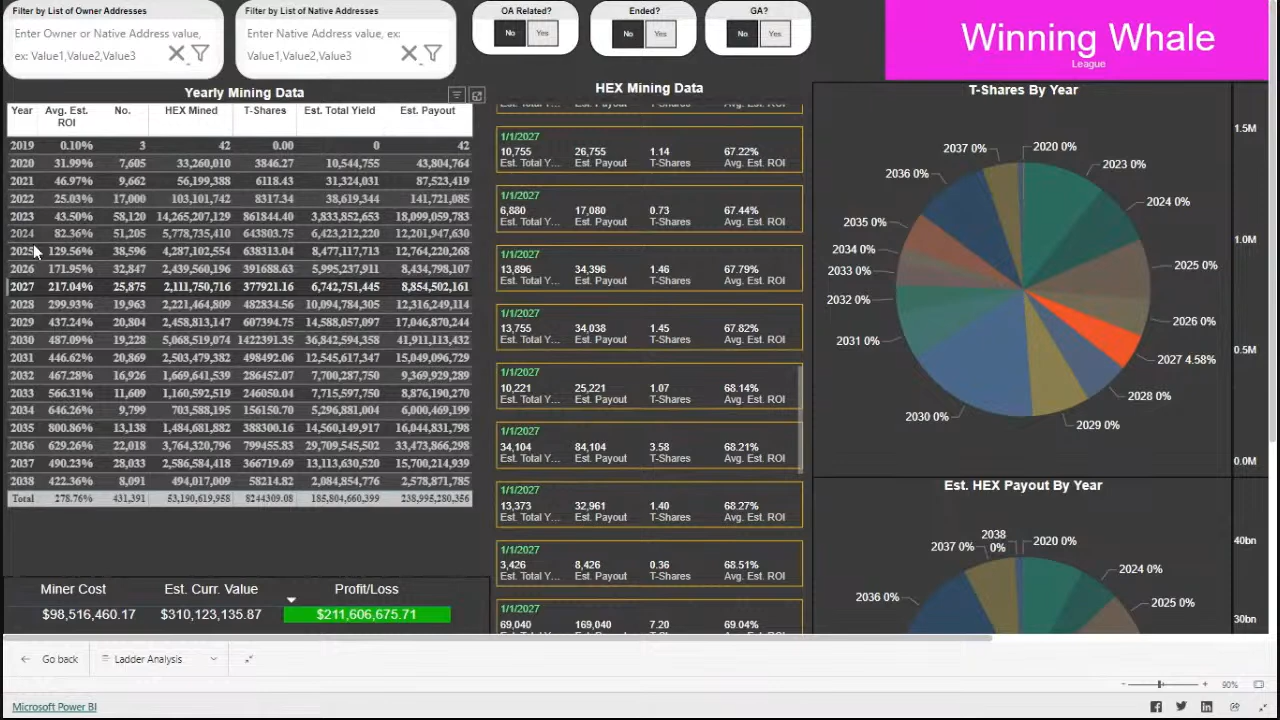 Filter by List of Owner Addresses
Enter Owner or Native Address value,
ex: Value1,Value2,Value3
Filter by List of Native Addresses
Enter Native Address value, ex:
Value1,Value2,Value3
OA Related?
No Yes
Ended?
No Yes
GA?
No Yes
Winning Whale
League
Yearly Mining Data
Year Avg. Est. ROI No. HEX Mined T-Shares Est. Total Yield Est. Payout
2019 0.10% 3 42 0.00 0 42
2020 31.99% 7,605 33,260,010 3846.27 10,544,755 43,804,764
2021 46.97% 9,662 56,199,388 6118.43 31,324,031 87,523,419
2022 25.03% 17,000 103,101,742 8317.34 38,619,344 141,721,085
2023 43.50% 58,120 14,265,207,129 861844.40 3,833,852,653 18,099,059,783
2024 82.36% 51,205 5,778,735,410 643803.75 6,423,212,220 12,201,947,630
2025 129.56% 38,596 4,287,102,554 638313.04 8,477,117,713 12,764,220,268
2026 171.95% 32,847 2,439,560,196 391688.63 5,995,237,911 8,434,798,107
2027 217.04% 25,875 2,111,750,716 377921.16 6,742,751,445 8,854,502,161
2028 299.93% 19,963 2,221,464,809 482834.56 10,094,784,305 12,316,249,114
2029 437.24% 20,804 2,458,813,147 607394.75 14,588,057,097 17,046,870,244
2030 487.09% 19,228 5,068,519,074 1422391.35 36,842,594,358 41,911,113,432
2031 446.62% 20,869 2,503,479,382 498492.06 12,545,617,347 15,049,096,729
2032 467.28% 16,926 1,669,641,539 286452.07 7,700,287,750 9,369,929,289
2033 566.31% 11,609 1,160,592,519 246050.04 7,715,597,750 8,876,190,270
2034 646.26% 9,799 703,588,195 156150.70 5,296,881,004 6,000,469,199
2035 800.86% 13,138 1,484,681,882 388300.16 14,560,149,917 16,044,831,798
2036 629.26% 22,018 3,764,320,796 799455.83 29,709,545,502 33,473,866,298
2037 490.23% 28,033 2,586,584,418 366719.69 13,113,630,520 15,700,214,939
2038 422.36% 8,091 494,017,009 58214.82 2,084,854,776 2,578,871,785
Total 278.76% 431,391 53,190,619,958 8244309.08 185,804,660,399 238,995,280,356
Miner Cost Est. Curr. Value Profit/Loss
$98,516,460.17 $310,123,135.87 $211,606,675.71
HEX Mining Data
Est. Total Y... Est. Payout T-Shares Avg. Est. ROI
1/1/2027
10,755 26,755 1.14 67.22%
Est. Total Y... Est. Payout T-Shares Avg. Est. ROI
1/1/2027
6,880 17,080 0.73 67.44%
Est. Total Y... Est. Payout T-Shares Avg. Est. ROI
1/1/2027
13,896 34,396 1.46 67.79%
Est. Total Y... Est. Payout T-Shares Avg. Est. ROI
1/1/2027
13,755 34,038 1.45 67.82%
Est. Total Y... Est. Payout T-Shares Avg. Est. ROI
1/1/2027
10,221 25,221 1.07 68.14%
Est. Total Y... Est. Payout T-Shares Avg. Est. ROI
1/1/2027
34,104 84,104 3.58 68.21%
Est. Total Y... Est. Payout T-Shares Avg. Est. ROI
1/1/2027
13,373 32,961 1.40 68.27%
Est. Total Y... Est. Payout T-Shares Avg. Est. ROI
1/1/2027
3,426 8,426 0.36 68.51%
Est. Total Y... Est. Payout T-Shares Avg. Est. ROI
1/1/2027
69,040 169,040 7.20 69.04%
Est. Total Y... Est. Payout T-Shares Avg. Est. ROI
T-Shares By Year
2037 0% 2020 0%
2036 0% 2023 0%
2024 0%
2035 0%
2034 0% 2025 0%
2033 0%
2032 0% 2026 0%
2031 0% 2027 4.58%
2028 0%
2030 0% 2029 0%
1.5M
1.0M
0.5M
0.0M
Est. HEX Payout By Year
2038 0%
2037 0% 2020 0%
2024 0%
2036 0% 2025 0%
40bn
30bn
Go back Ladder Analysis
- + 90%
Microsoft Power BI